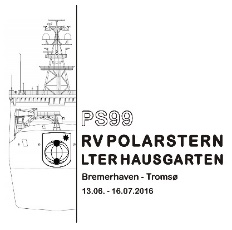 PS99
RV POLARSTERN
LTER HAUSGARTEN
Bremerhaven - Tromsø
13.06. - 16.07.2016